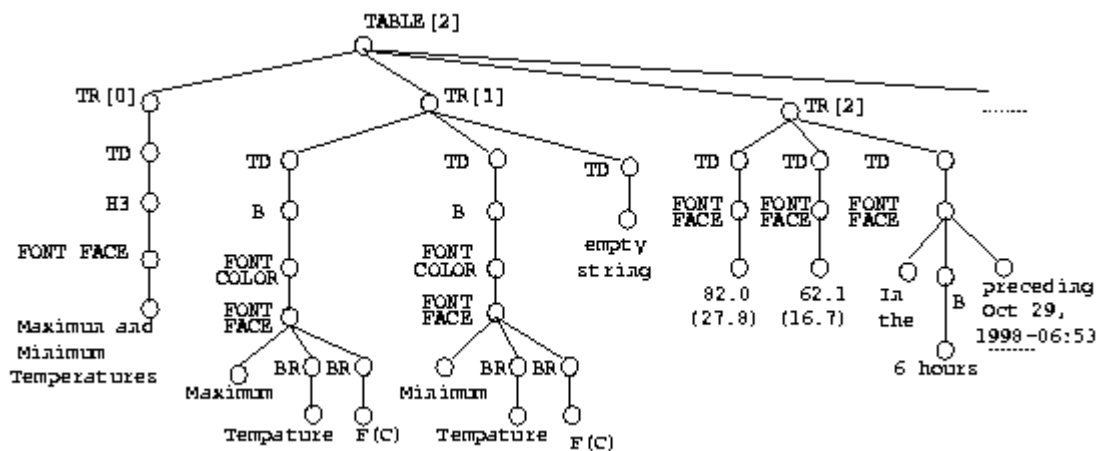 TABLE[2]
TR[0]
TR[1]
TR[2]
........
TD
TD
TD
TD
TD
TD
TD
H3
B
B
FONT FACE
FONT FACE
FONT FACE
FONT FACE
FONT COLOR
FONT COLOR
empty
string
FONT FACE
FONT FACE
82.0
(27.8)
62.1
(16.7)
In
the
B
preceding
Oct 29,
1998-06:53
........
6 hours
Maximum and
Minimum
Temperatures
BR
BR
BR
BR
Maximum
Minimum
Tempature
F(C)
Tempature
F(C)